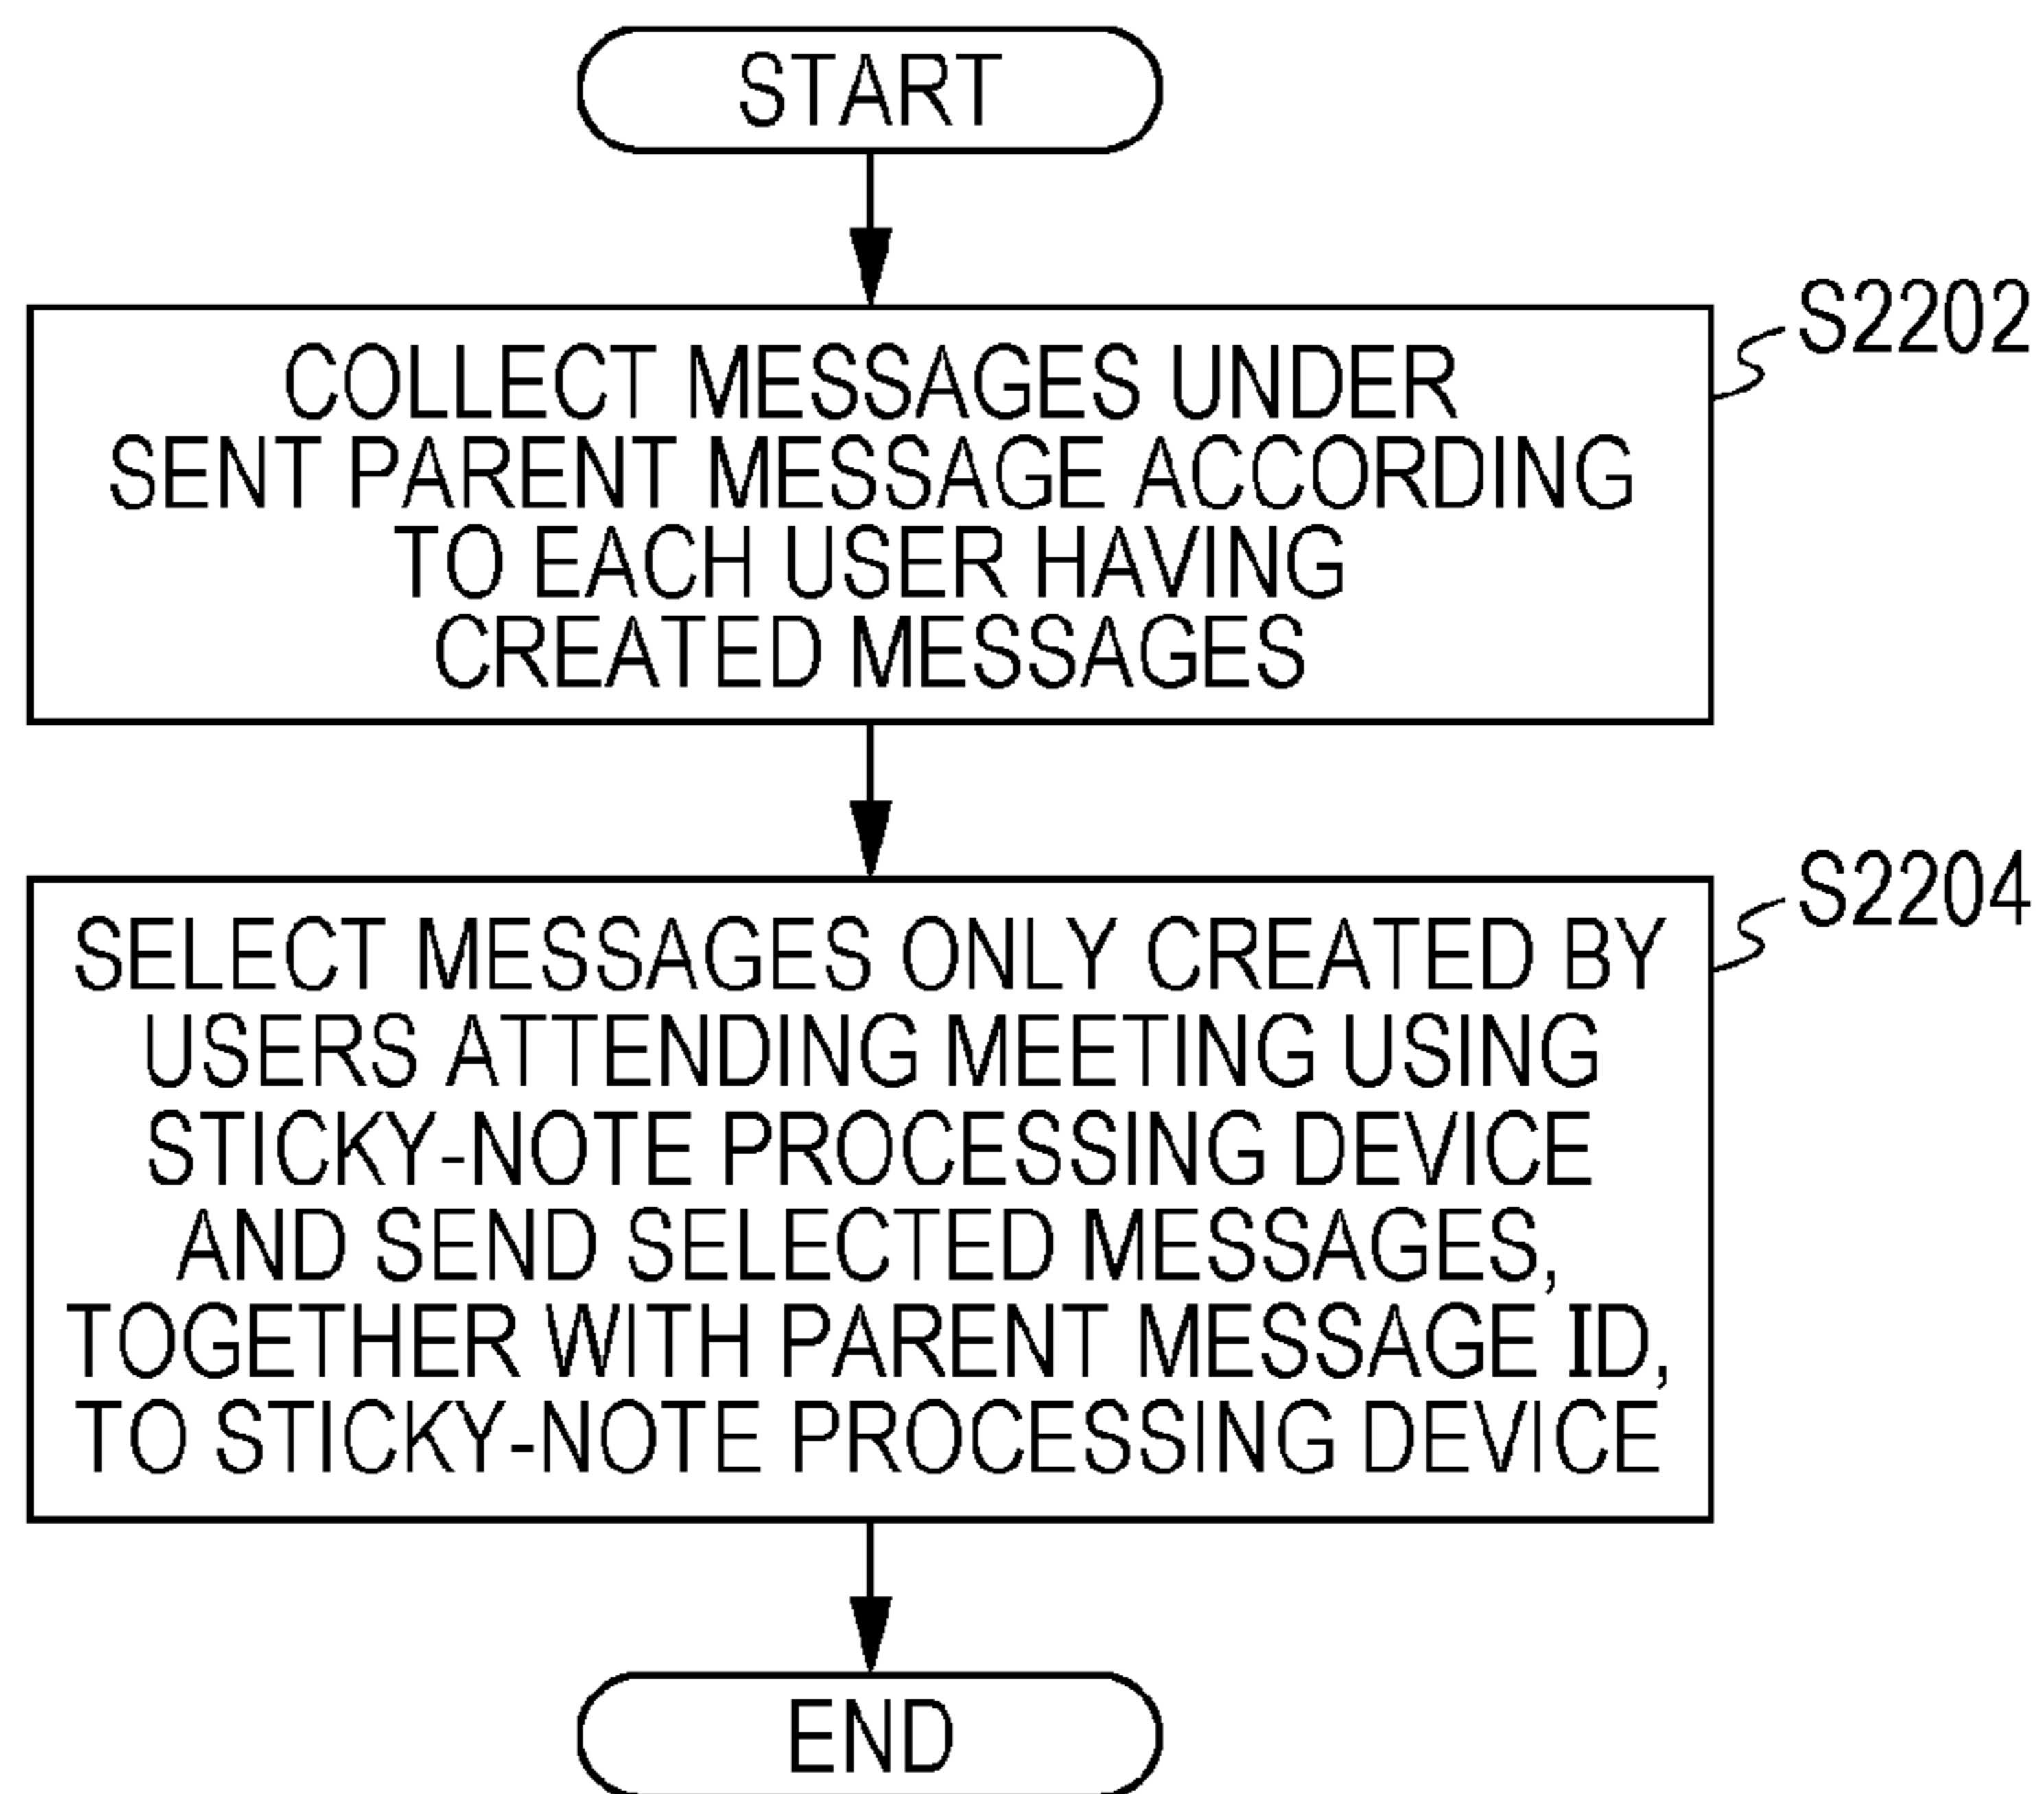 START
S2202
COLLECT MESSAGES UNDER
SENT PARENT MESSAGE ACCORDING
TO EACH USER HAVING
CREATED MESSAGES
S2204
SELECT MESSAGES ONLY CREATED BY
USERS ATTENDING MEETING USING
STICKY-NOTE PROCESSING DEVICE
AND SEND SELECTED MESSAGES,
TOGETHER WITH PARENT MESSAGE ID,
TO STICKY-NOTE PROCESSING DEVICE
END